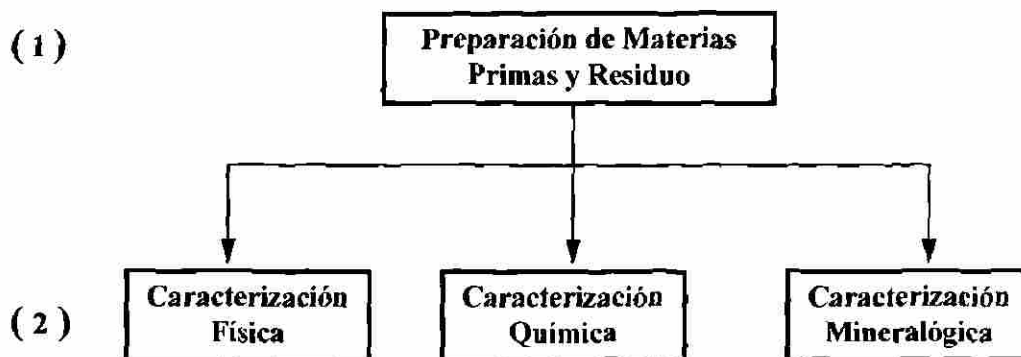 ( 1 )
Preparación de Materias
Primas y Residuo
( 2 )
Caracterización
Física
Caracterización
Química
Caracterización
Mineralógica